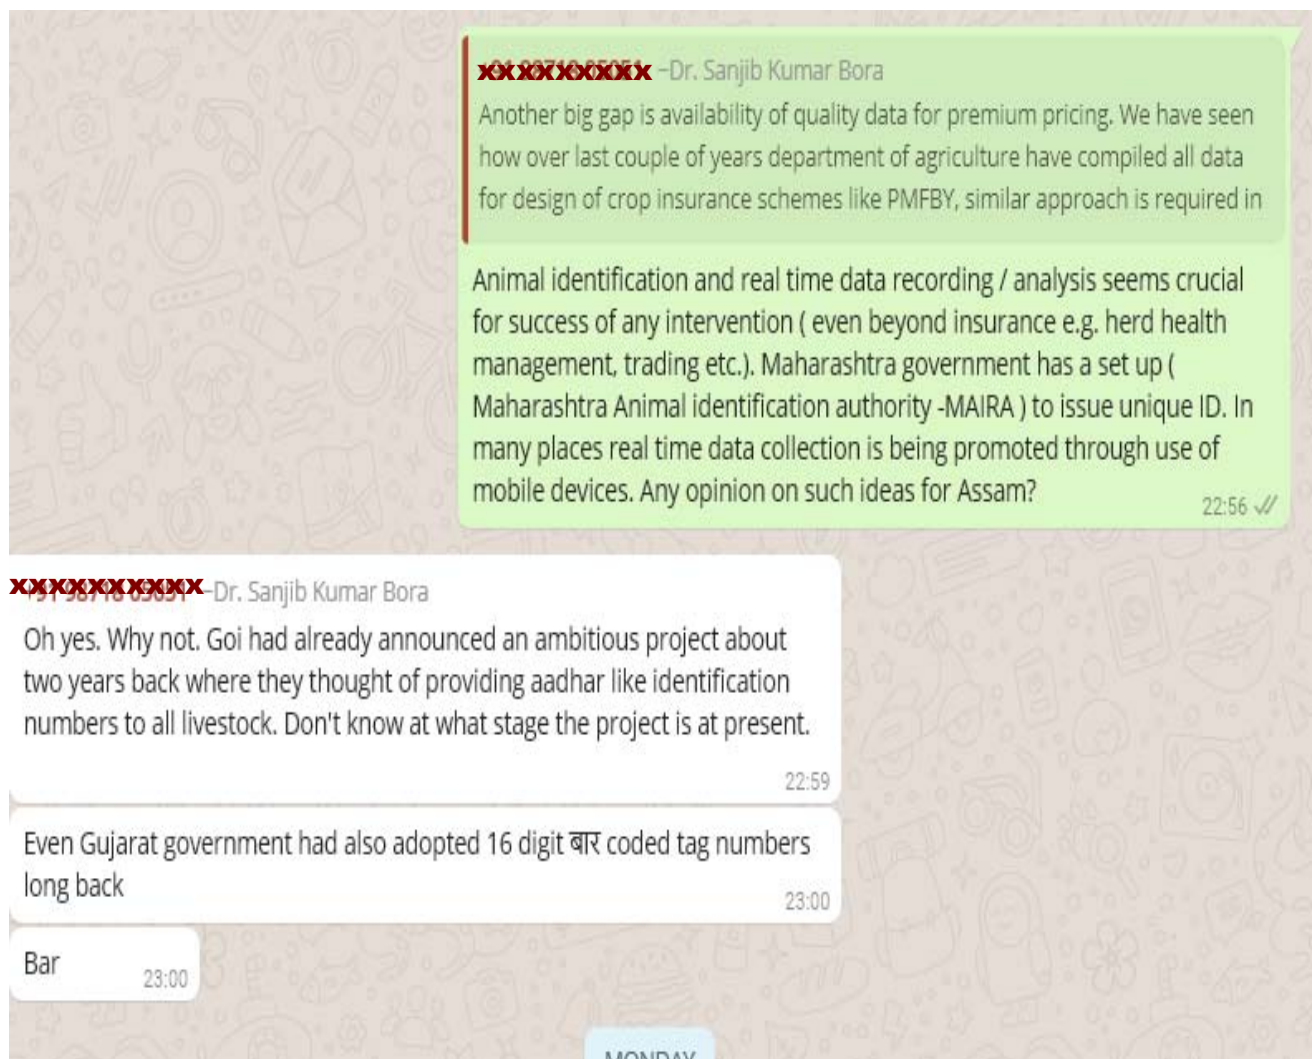 ~Dr. Sanjib Kumar Bora
Another big gap is availability of quality data for premium pricing. We have seen
how over last couple of years department of agriculture have compiled all data
for design of crop insurance schemes like PMFBY, similar approach is required in
Animal identification and real time data recording / analysis seems crucial
for success of any intervention ( even beyond insurance e.g. herd health
management, trading etc.). Maharashtra government has a set up (
Maharashtra Animal identification authority -MAIRA ) to issue unique ID. In
many places real time data collection is being promoted through use of
mobile devices. Any opinion on such ideas for Assam?
22:56
~Dr. Sanjib Kumar Bora
Oh yes. Why not. Goi had already announced an ambitious project about
two years back where they thought of providing aadhar like identification
numbers to all livestock. Don't know at what stage the project is at present.
22:59
Even Gujarat government had also adopted 16 digit बार coded tag numbers
long back
23:00
Bar
23:00
MONDAY